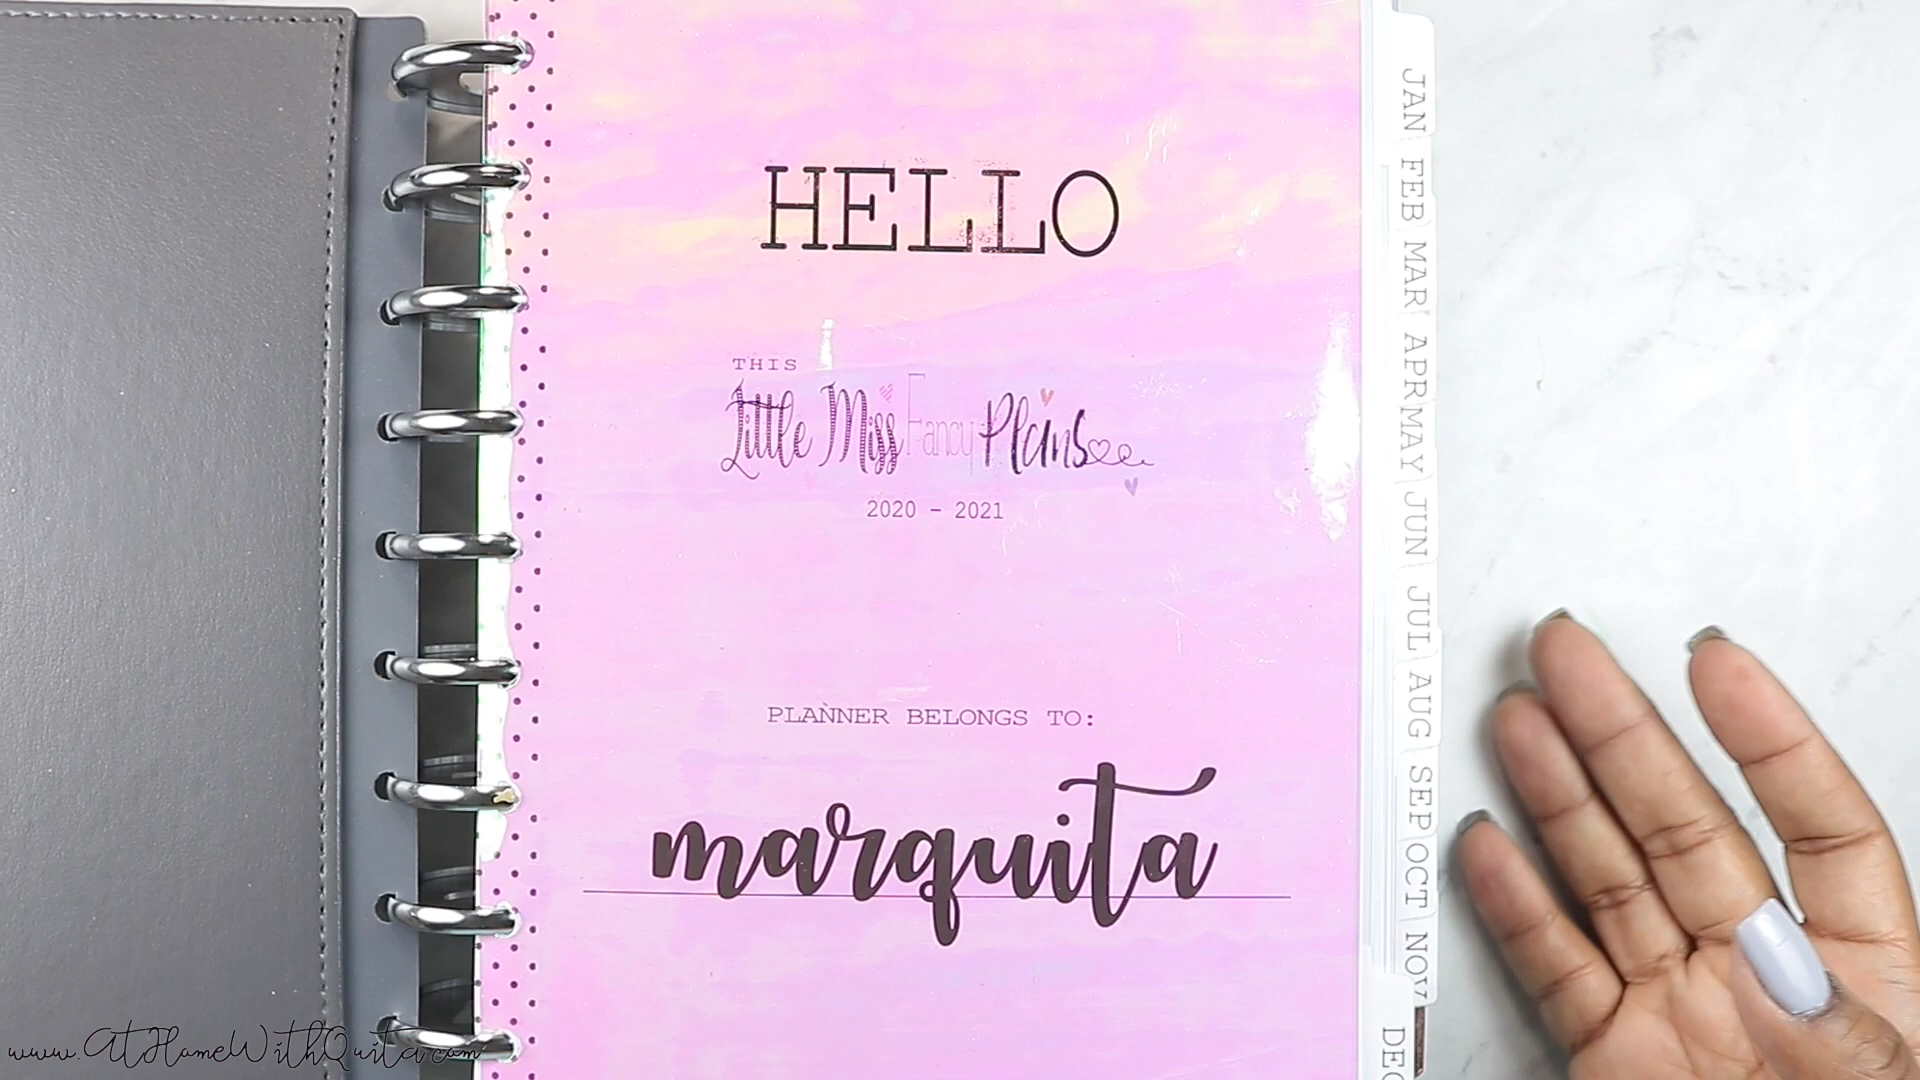 HELLO
THIS
Little Miss Fancy Plans
2020 - 2021
PLANNER BELONGS TO:
marquita
JAN
FEB
MAR
APR
MAY
JUN
JUL
AUG
SEP
OCT
NOV
DEC
www.AtHomeWithQuita.com